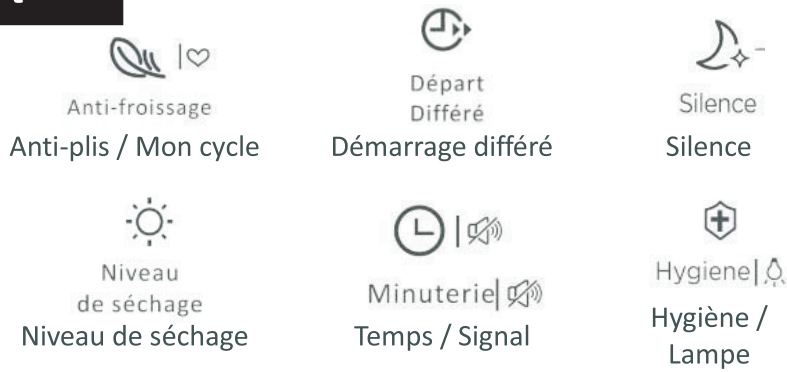 Anti-froissage
Anti-plis / Mon cycle
Départ
Différé
Démarrage différé
Silence
Silence
Niveau
de séchage
Niveau de séchage
Minuterie|
Temps / Signal
Hygiene|
Hygiène /
Lampe